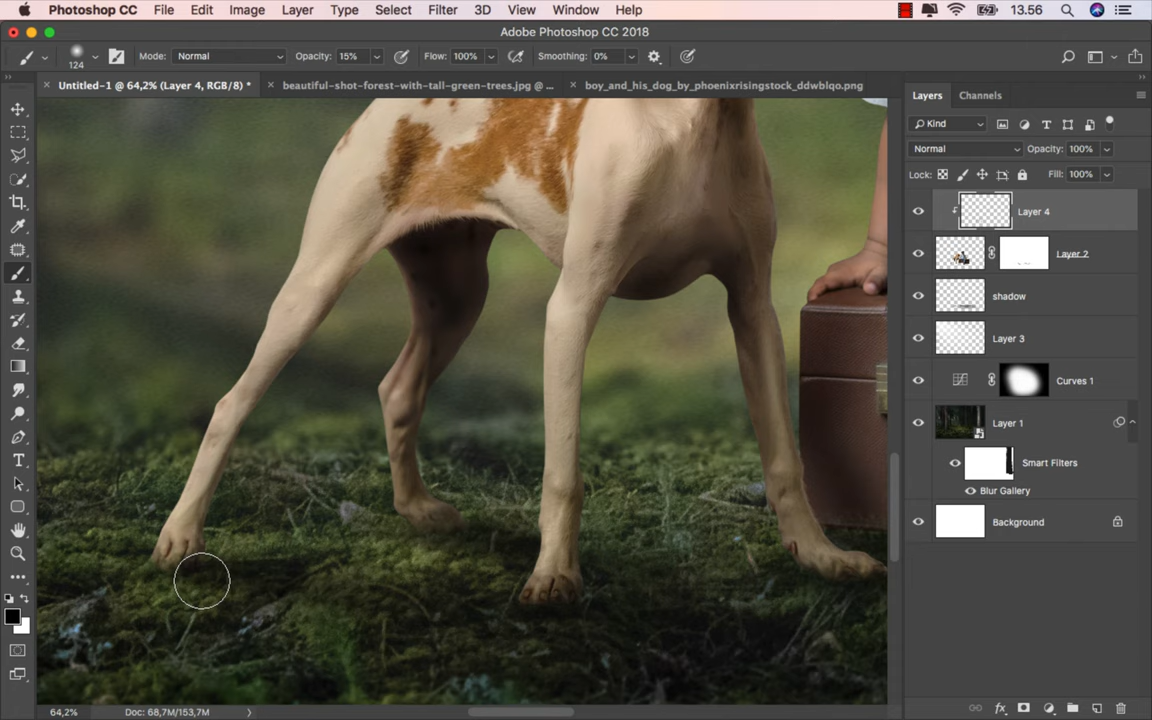 Photoshop CC File Edit Image Layer Type Select Filter 3D View Window Help 13.56
Adobe Photoshop CC 2018
124 Mode: Normal Opacity: 15% Flow: 100% Smoothing: 0%
Untitled-1 @ 64,2% (Layer 4, RGB/8) * beautiful-shot-forest-with-tall-green-trees.jpg @ ... boy_and_his_dog_by_phoenixrisingstock_ddwblqo.png
Layers Channels
Kind
Normal Opacity: 100%
Lock: Fill: 100%
Layer 4
Layer 2
shadow
Layer 3
Curves 1
Layer 1
Smart Filters
Blur Gallery
Background
64,2% Doc: 68,7M/153,7M
fx